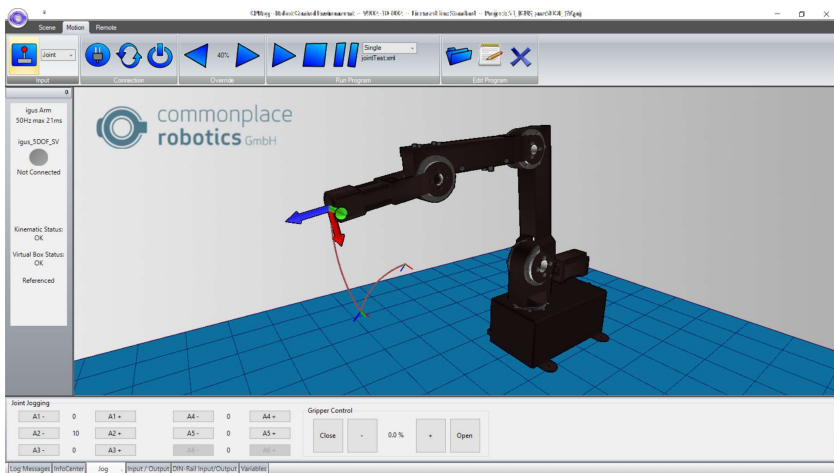 Scene Motion Remote
Joint
40%
Single
jointTest.xml
Input Connection Override Run Program Edit Program
igus Arm
50Hz max 21ms
igus_5DOF_SV
Not Connected
Kinematic Status:
OK
Virtual Box Status:
OK
Referenced
commonplace
robotics GmbH
Joint Jogging
A1 - 0 A1 + A4 - 0 A4 +
A2 - 10 A2 + A5 - 0 A5 +
A3 - 0 A3 + A6 - 0 A6 +
Gripper Control
Close - 0.0 % + Open
Log Messages InfoCenter Jog Input / Output DIN-Rail Input/Output Variables